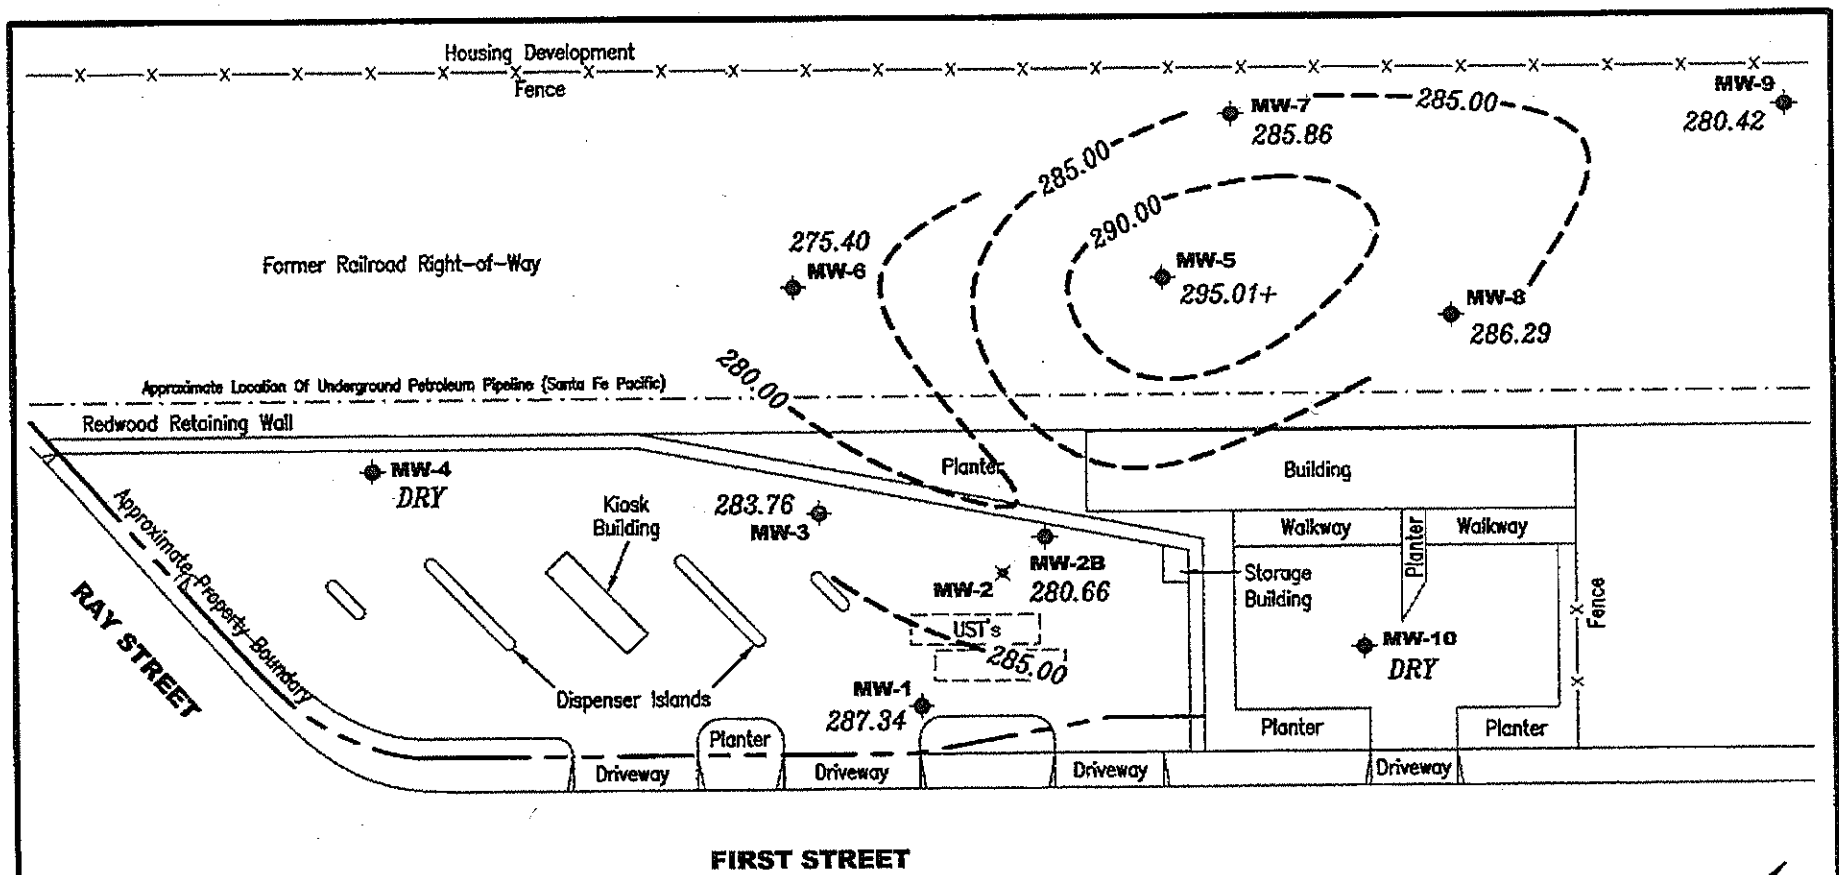 Housing Development
Fence
MW-9
280.42
MW-7
285.86
285.00
285.00
290.00
275.40
MW-6
Former Railroad Right-of-Way
MW-5
295.01+
MW-8
286.29
280.00
Approximate Location Of Underground Petroleum Pipeline (Santa Fe Pacific)
Redwood Retaining Wall
MW-4
DRY
Planter
Building
283.76
MW-3
Kiosk
Building
Walkway
Planter
Walkway
Approximate Property Boundary
MW-2B
280.66
MW-2
Storage
Building
Fence
RAY STREET
UST's
285.00
MW-10
DRY
Dispenser Islands
MW-1
287.34
Planter
Planter
Planter
Driveway
Driveway
Driveway
Driveway
FIRST STREET